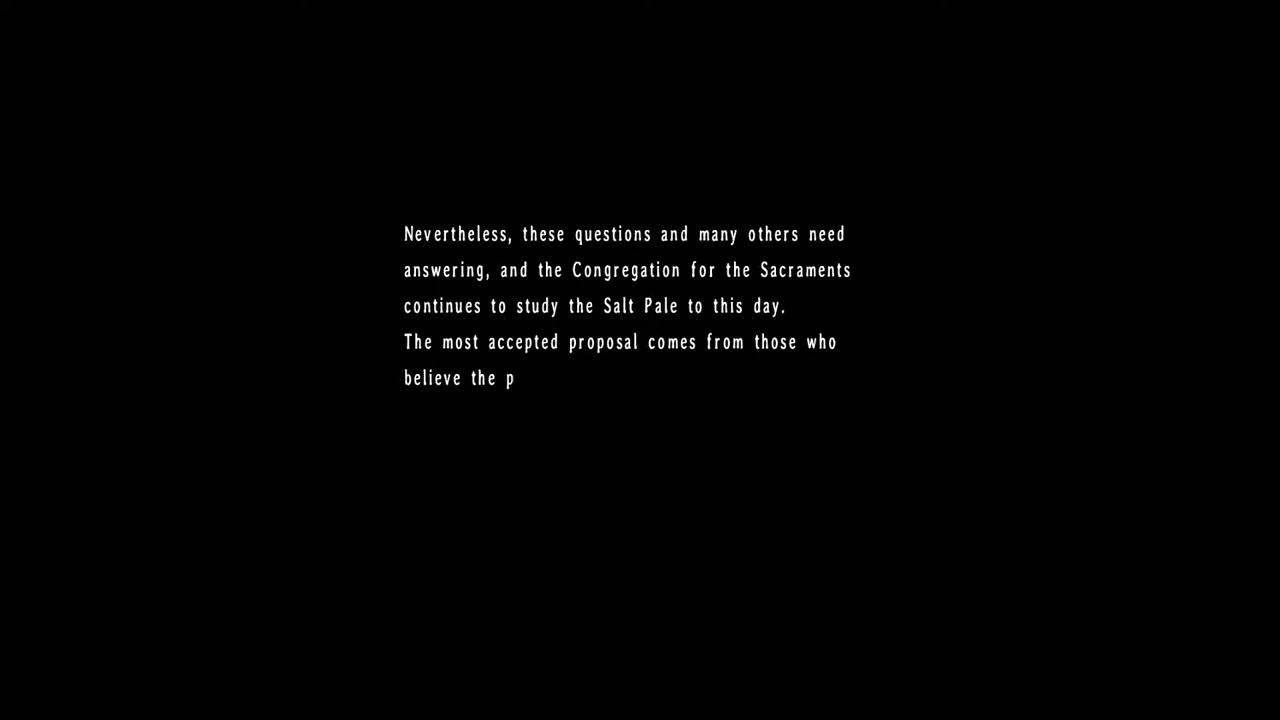 Nevertheless, these questions and many others need
answering, and the Congregation for the Sacraments
continues to study the Salt Pale to this day.
The most accepted proposal comes from those who
believe the p